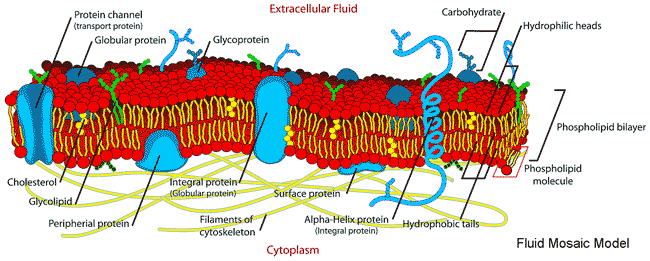 Extracellular Fluid
Protein channel
(transport protein)
Globular protein
Glycoprotein
Carbohydrate
Hydrophilic heads
Phospholipid bilayer
Phospholipid
molecule
Cholesterol
Glycolipid
Peripherial protein
Integral protein
(Globular protein)
Filaments of
cytoskeleton
Surface protein
Alpha-Helix protein
(Integral protein)
Hydrophobic tails
Cytoplasm
Fluid Mosaic Model